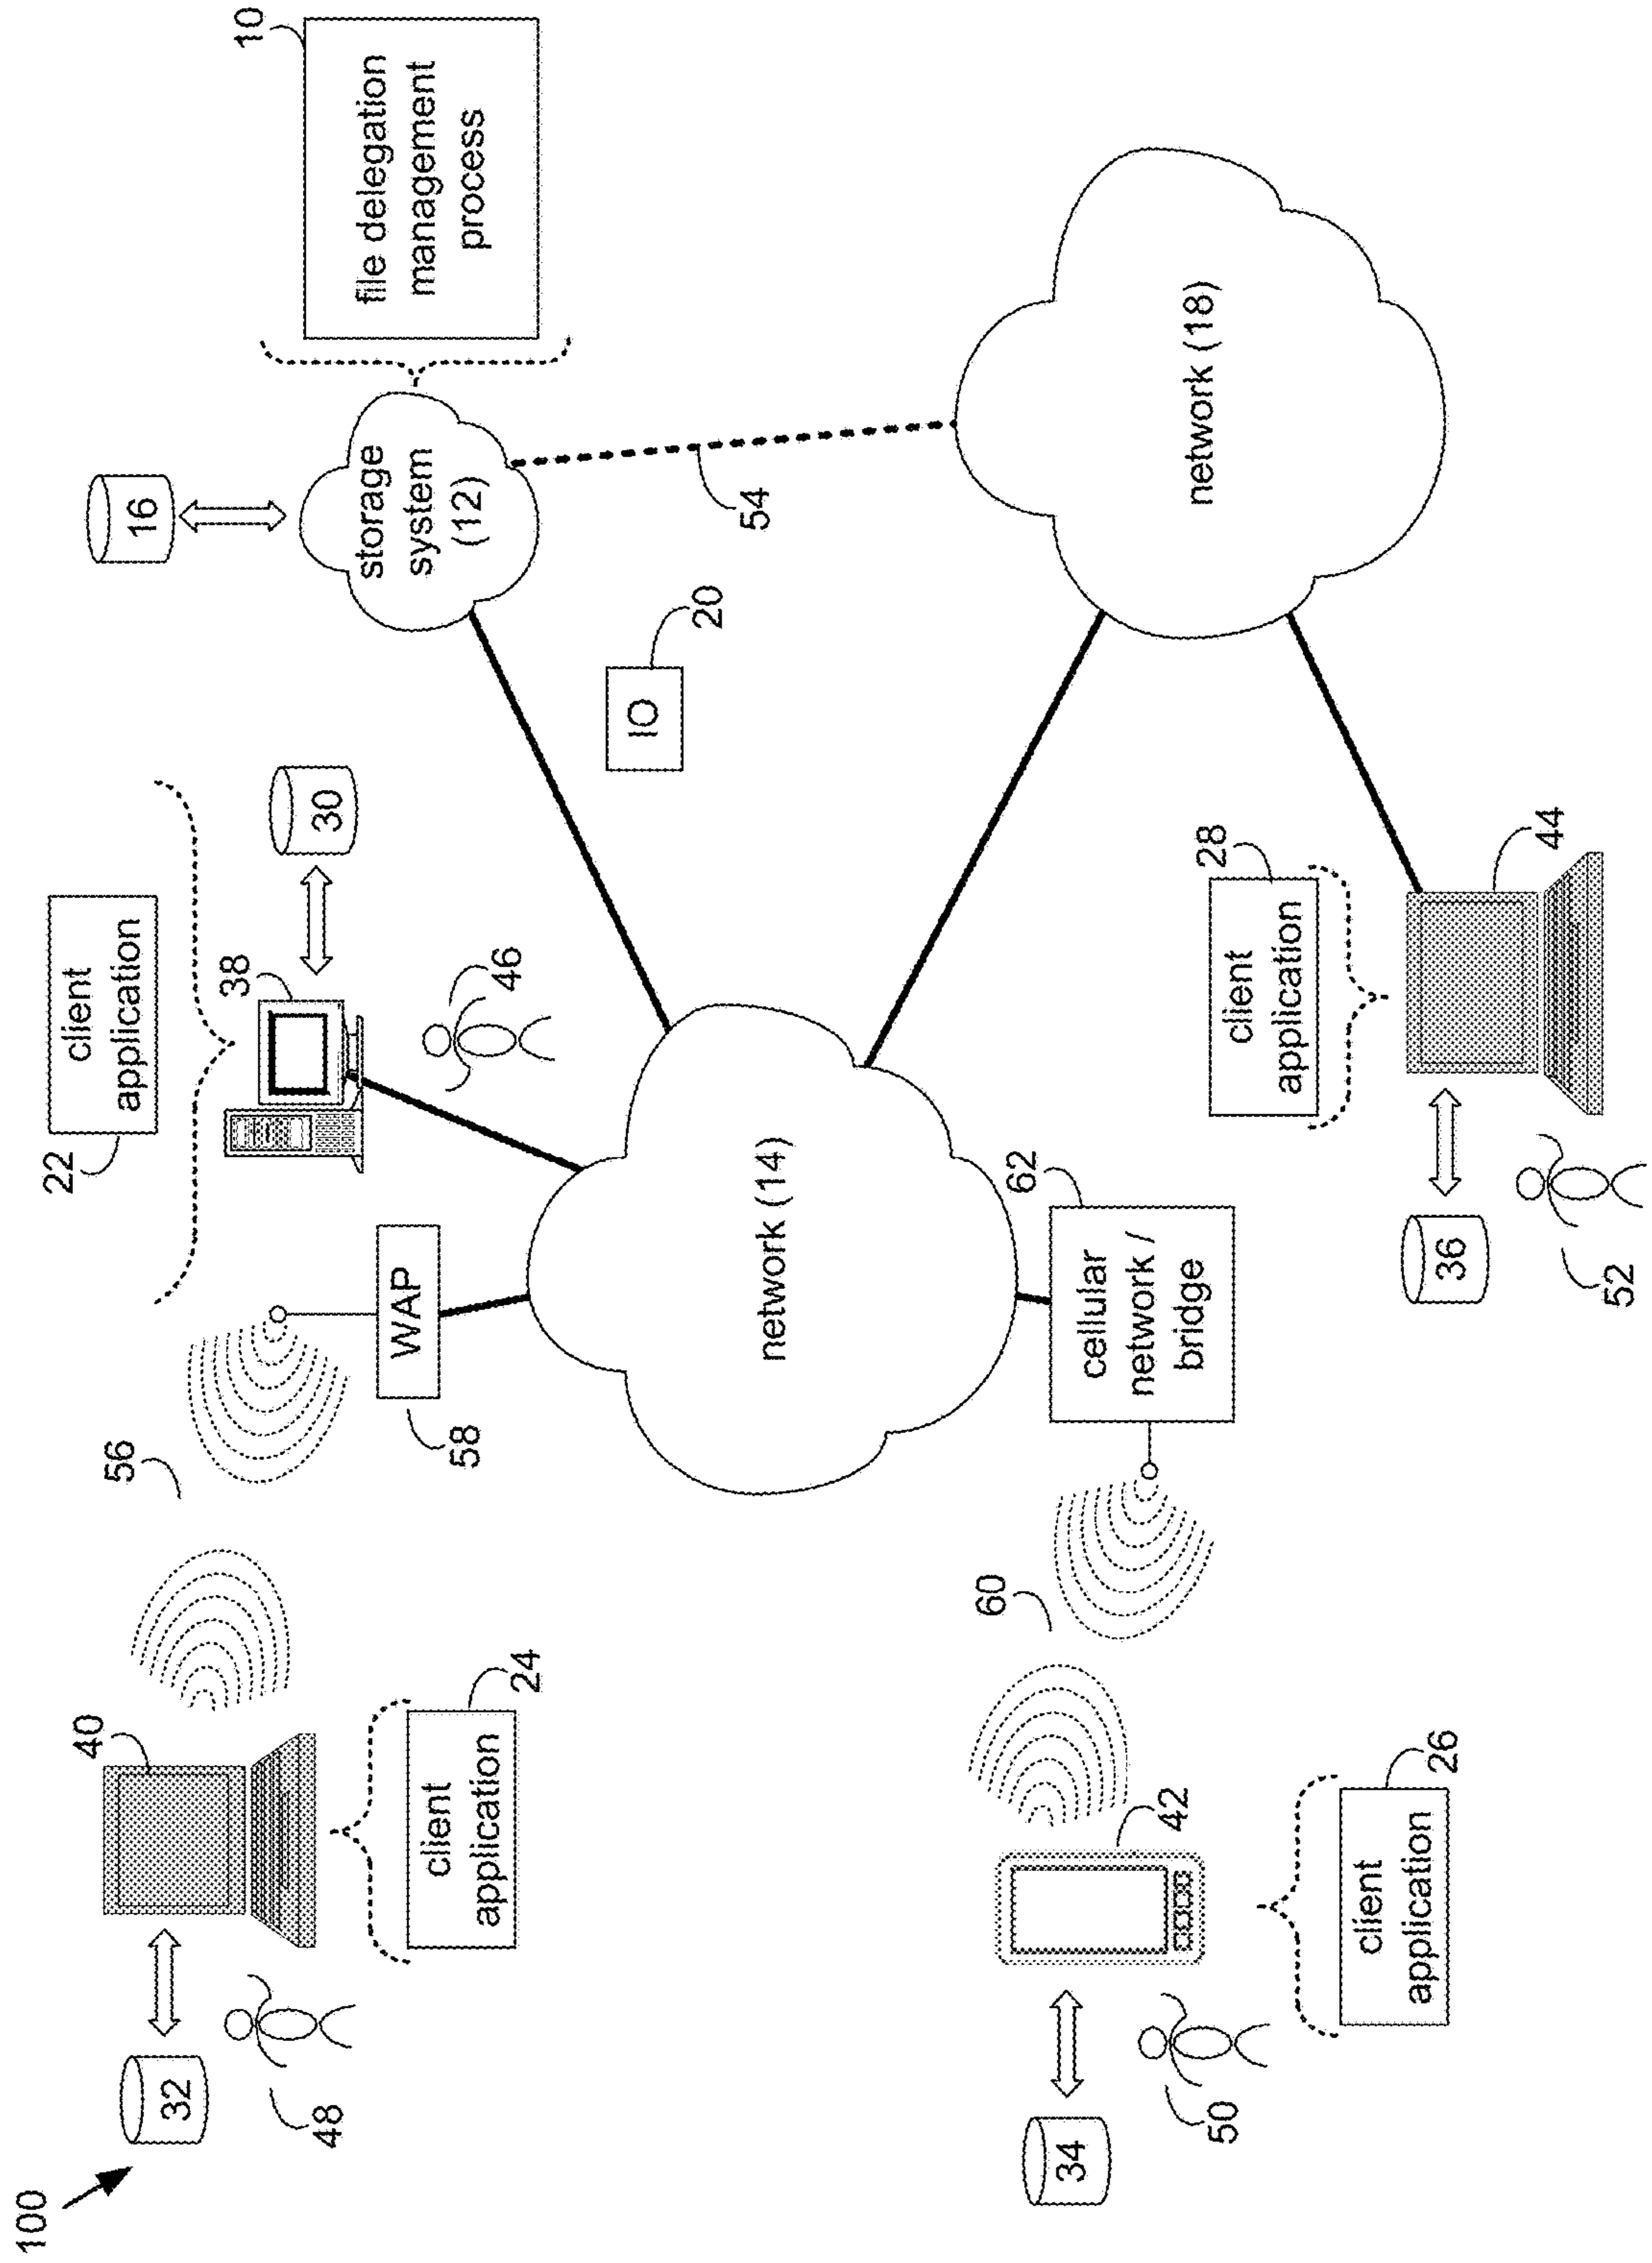 100
32
48
40
24
client
application
56
58
WAP
22
client
application
38
30
46
16
storage
system
(12)
10
file delegation
management
process
IO
20
54
network (14)
network (18)
34
50
42
26
client
application
60
62
cellular
network /
bridge
28
client
application
44
36
52